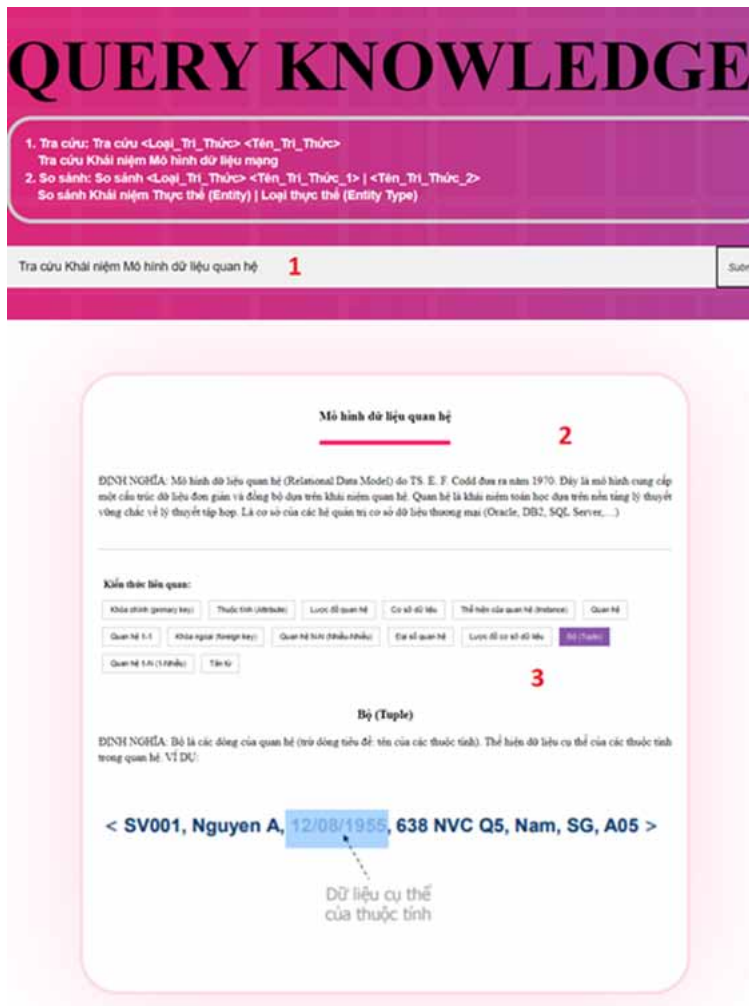 QUERY KNOWLEDGE
1. Tra cứu: Tra cứu <Loại_Tri_Thức> <Tên_Tri_Thức>
Tra cứu Khái niệm Mô hình dữ liệu mạng
2. So sánh: So sánh <Loại_Tri_Thức> <Tên_Tri_Thức_1> | <Tên_Tri_Thức_2>
So sánh Khái niệm Thực thể (Entity) | Loại thực thể (Entity Type)
Tra cứu Khái niệm Mô hình dữ liệu quan hệ 1 Subm
Mô hình dữ liệu quan hệ
2
ĐỊNH NGHĨA: Mô hình dữ liệu quan hệ (Relational Data Model) do TS. E. F. Codd đưa ra năm 1970. Đây là mô hình cung cấp
một cấu trúc dữ liệu đơn giản và đồng bộ dựa trên khái niệm quan hệ. Quan hệ là khái niệm toán học dựa trên nền tảng lý thuyết
vững chắc về lý thuyết tập hợp. Là cơ sở của các hệ quản trị cơ sở dữ liệu thương mại (Oracle, DB2, SQL Server,…)
Kiến thức liên quan:
Khóa chính (primary key) Thuộc tính (Attribute) Lược đồ quan hệ Cơ sở dữ liệu Thể hiện của quan hệ (Instance) Quan hệ
Quan hệ 1-1 Khóa ngoại (foreign key) Quan hệ N-N (Nhiều-Nhiều) Đại số quan hệ Lược đồ cơ sở dữ liệu Bộ (Tuple)
Quan hệ 1-N (1-Nhiều) Tân từ
3
Bộ (Tuple)
ĐỊNH NGHĨA: Bộ là các dòng của quan hệ (trừ dòng tiêu đề: tên của các thuộc tính). Thể hiện dữ liệu cụ thể của các thuộc tính
trong quan hệ. VÍ DỤ:
< SV001, Nguyen A, 12/08/1955, 638 NVC Q5, Nam, SG, A05 >
Dữ liệu cụ thể
của thuộc tính